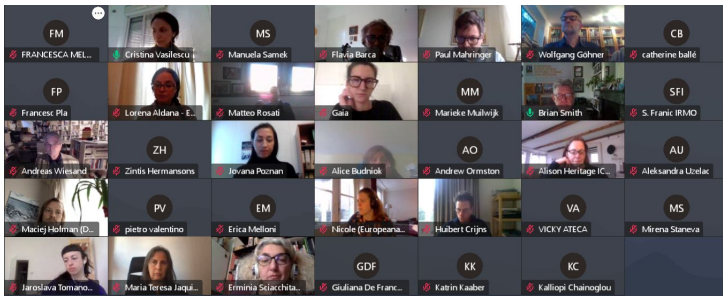 FM
FRANCESCA MEL...
Cristina Vasilescu
MS
Manuela Samek
Flavia Barca
Paul Mahringer
Wolfgang Göhner
CB
catherine ballé
FP
Francesc Pla
Lorena Aldana - E...
Matteo Rosati
Gaia
MM
Marieke Muilwijk
Brian Smith
SFI
S. Franic IRMO
Andreas Wiesand
ZH
Zintis Hermansons
Jovana Poznan
Alice Budniok
AO
Andrew Ormston
Alison Heritage IC...
AU
Aleksandra Uzelac
Maciej Holman (D...
PV
pietro valentino
EM
Erica Melloni
Nicole (Europeana...
Huibert Crijns
VA
VICKY ATECA
MS
Mirena Staneva
Jaroslava Tomano...
Maria Teresa Jaqui...
Erminia Sciacchita...
GDF
Giuliana De Franc...
KK
Katrin Kaaber
KC
Kalliopi Chainoglou